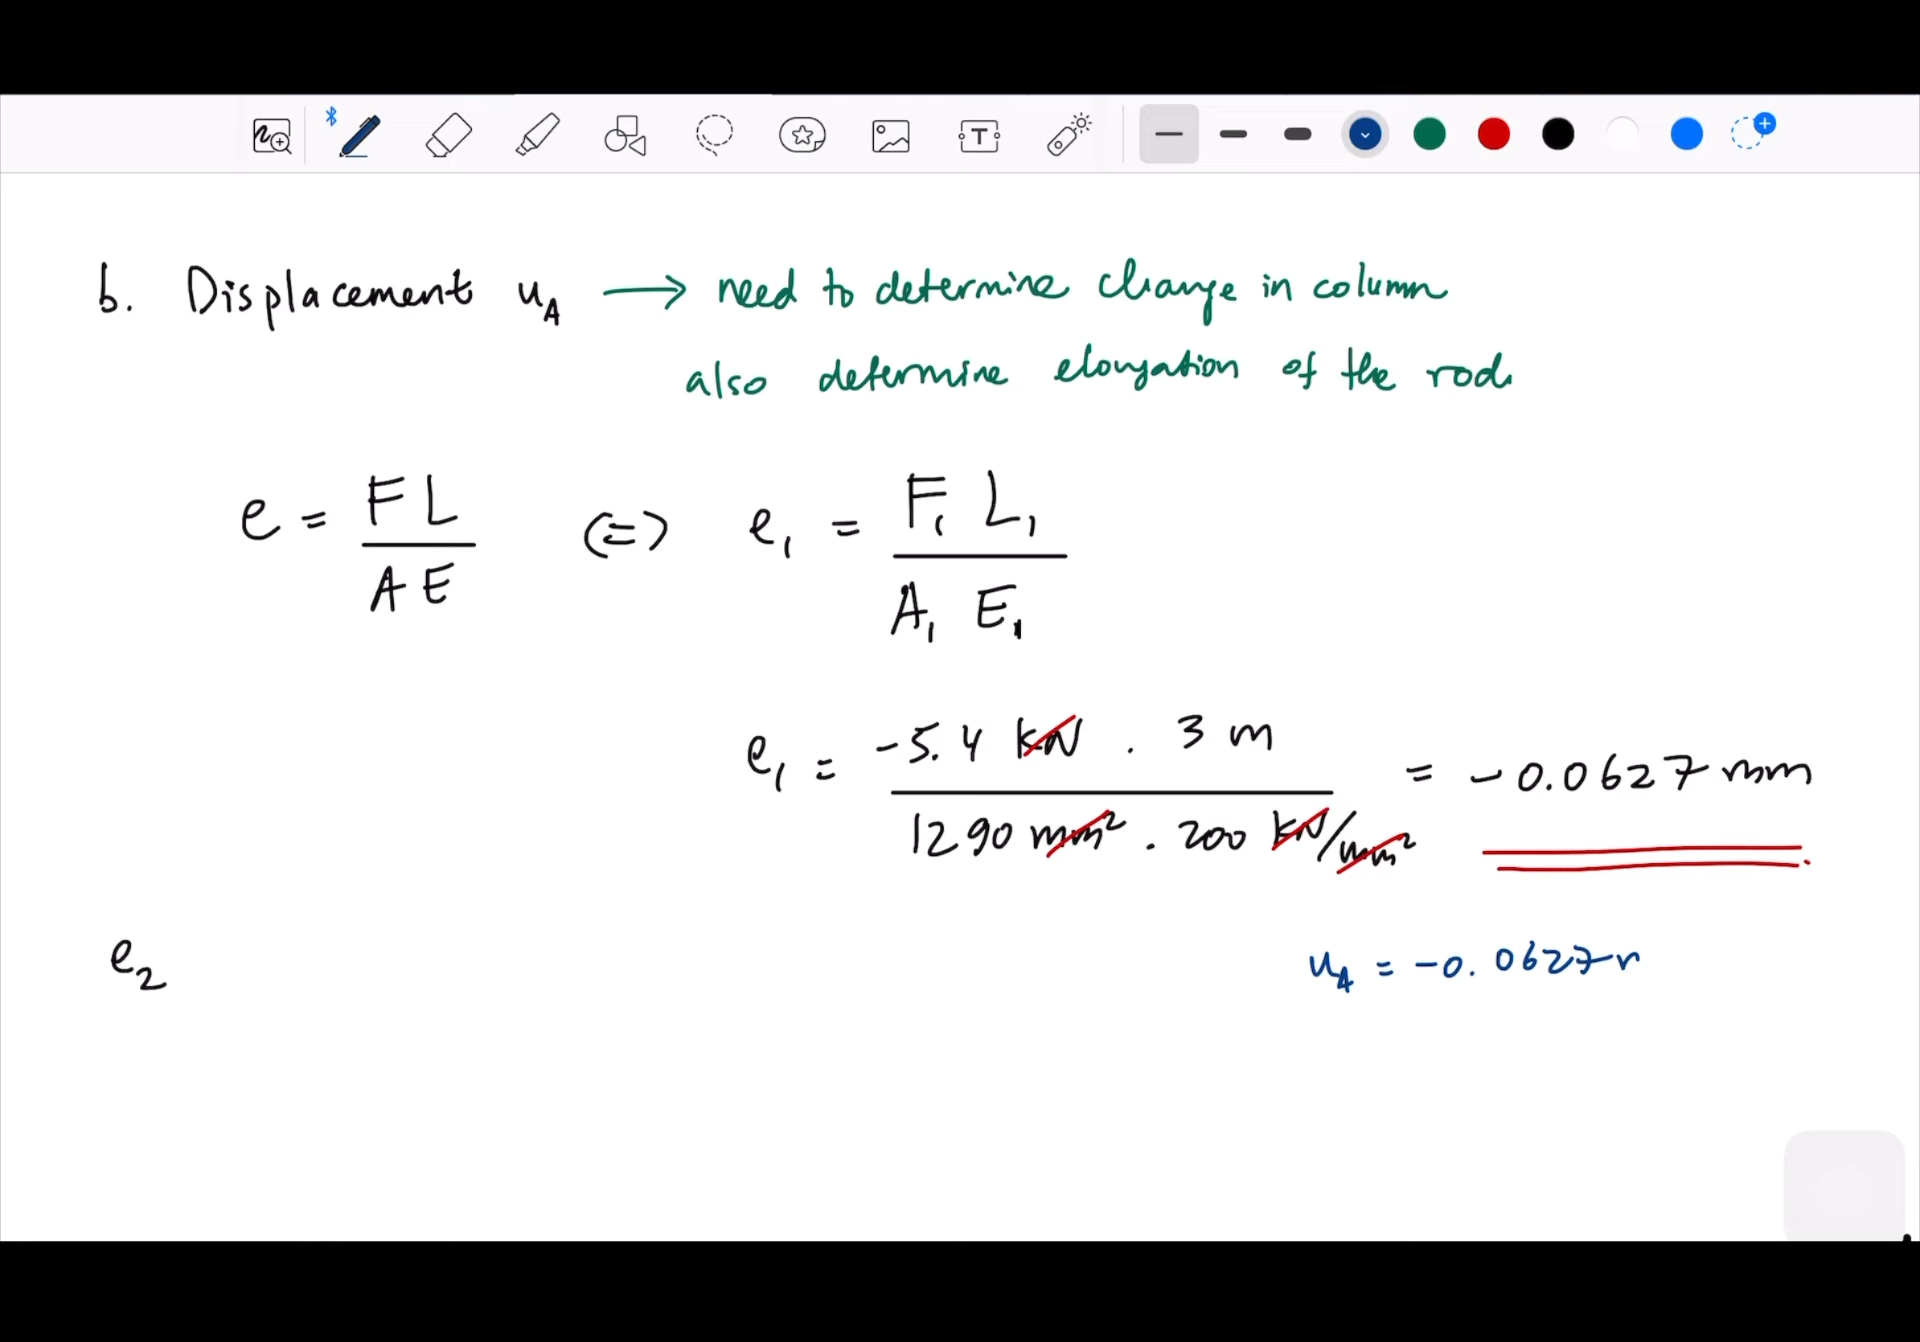 b. Displacement u_A → need to determine change in column
also determine elongation of the rod.
e = FL / AE (=) e₁ = F₁ L₁ / A₁ E₁
e₁ = -5.4 kN . 3 m / 1290 mm² . 200 kN/mm² = -0.0627 mm
e₂
u_A = -0.0627